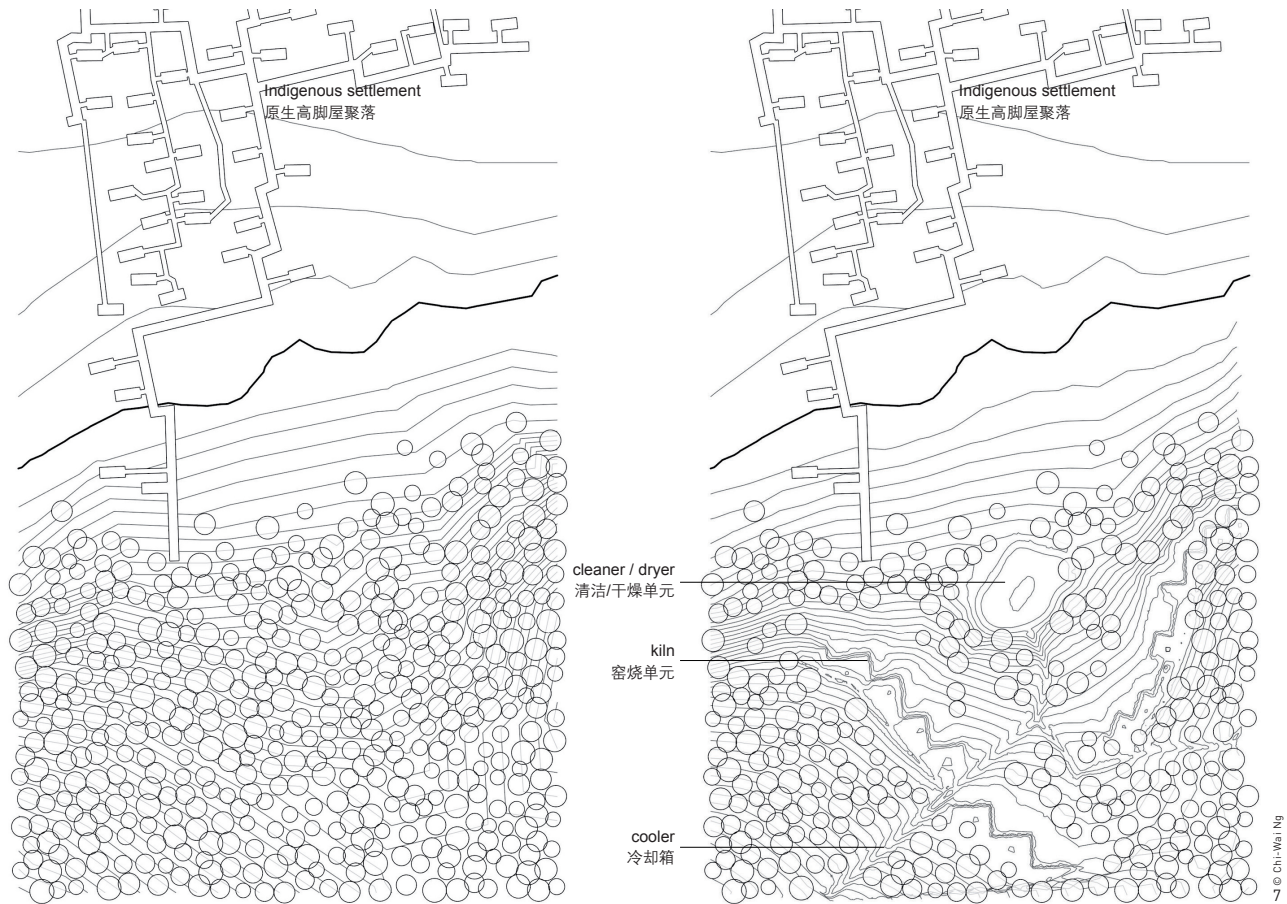 Indigenous settlement
原生高脚屋聚落
Indigenous settlement
原生高脚屋聚落
cleaner / dryer
清洁/干燥单元
kiln
窑烧单元
cooler
冷却箱
© Chi-Wai Ng
7